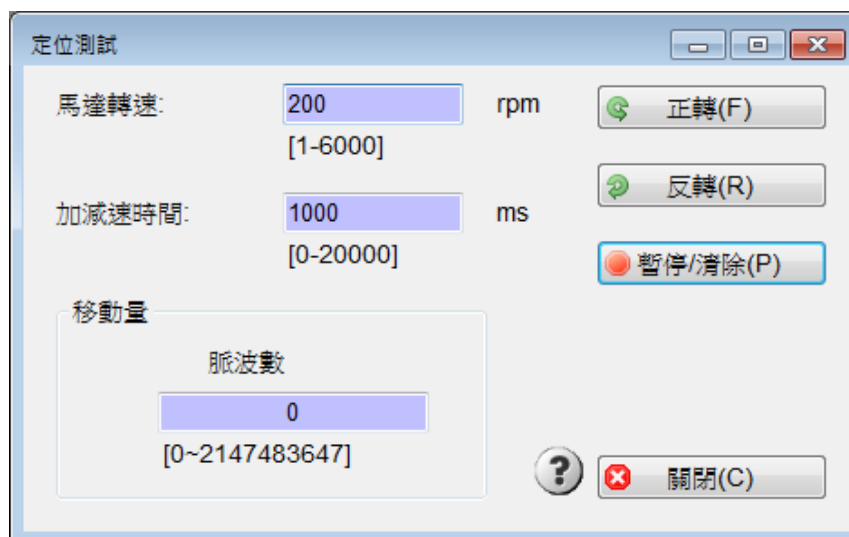 定位測試
馬達轉速: 200 rpm 正轉(F)
[1-6000]
反轉(R)
加減速時間: 1000 ms
[0-20000] 暫停/清除(P)
移動量
脈波數
0
[0~2147483647]
? 關閉(C)